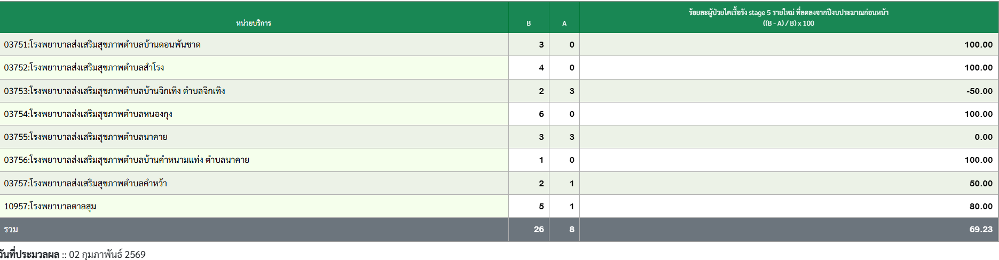 หน่วยบริการ B A ร้อยละผู้ป่วยไตเรื้อรัง stage 5 รายใหม่ ที่ลดลงจากปีงบประมาณก่อนหน้า
((B - A) / B) x 100
03751:โรงพยาบาลส่งเสริมสุขภาพตำบลบ้านดอนพันชาด 3 0 100.00
03752:โรงพยาบาลส่งเสริมสุขภาพตำบลสำโรง 4 0 100.00
03753:โรงพยาบาลส่งเสริมสุขภาพตำบลบ้านจิกเทิง ตำบลจิกเทิง 2 3 -50.00
03754:โรงพยาบาลส่งเสริมสุขภาพตำบลหนองกุง 6 0 100.00
03755:โรงพยาบาลส่งเสริมสุขภาพตำบลนาคาย 3 3 0.00
03756:โรงพยาบาลส่งเสริมสุขภาพตำบลบ้านคำหนามแท่ง ตำบลนาคาย 1 0 100.00
03757:โรงพยาบาลส่งเสริมสุขภาพตำบลคำหว้า 2 1 50.00
10957:โรงพยาบาลตาลสุม 5 1 80.00
รวม 26 8 69.23
วันที่ประมวลผล :: 02 กุมภาพันธ์ 2569